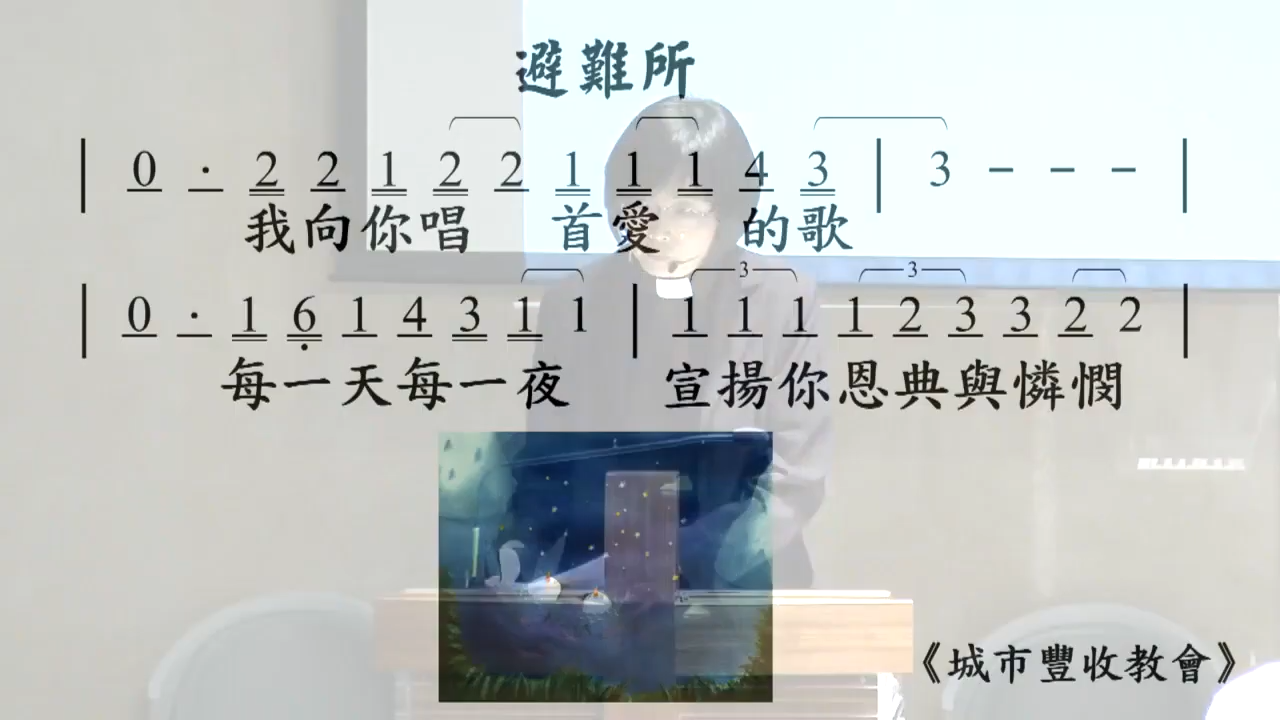 避難所
| 0 · 2 2 1 2 2 1 1 1 4 3 | 3 – – – |
我向你唱 首愛 的歌
3 3
| 0 · 1 6 1 4 3 1 1 | 1 1 1 1 2 3 3 2 2 |
每一天每一夜 宣揚你恩典與憐憫
《城市豐收教會》